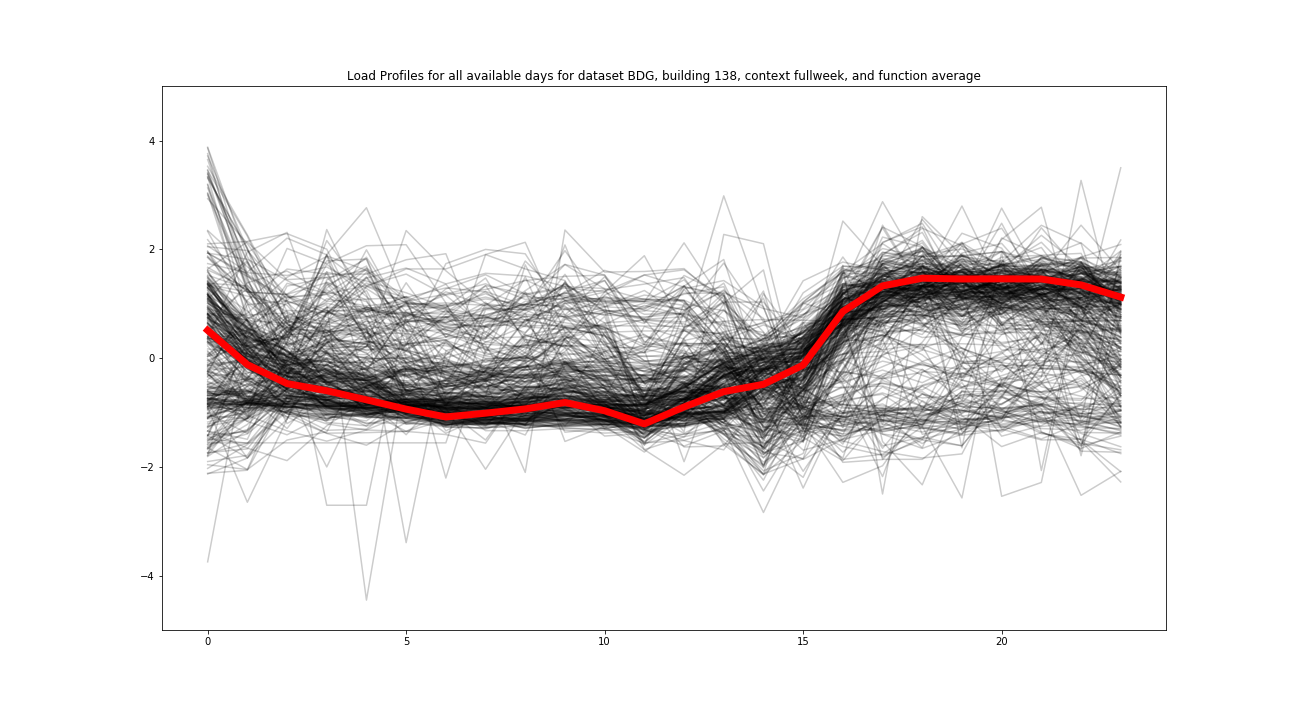 Load Profiles for all available days for dataset BDG, building 138, context fullweek, and function average
4
2
0
−2
−4
0 5 10 15 20